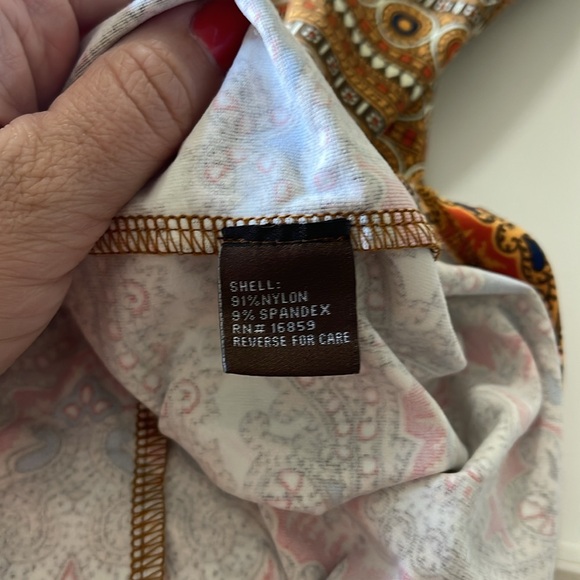 SHELL:
91%NYLON
9% SPANDEX
RN# 16859
REVERSE FOR CARE